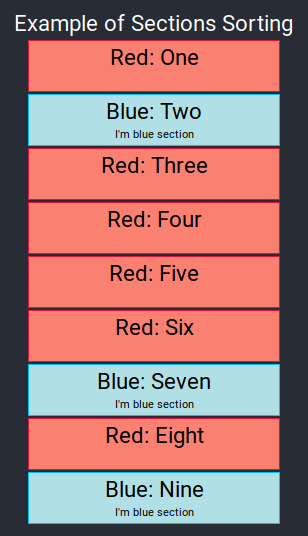 Example of Sections Sorting
Red: One
Blue: Two
I'm blue section
Red: Three
Red: Four
Red: Five
Red: Six
Blue: Seven
I'm blue section
Red: Eight
Blue: Nine
I'm blue section